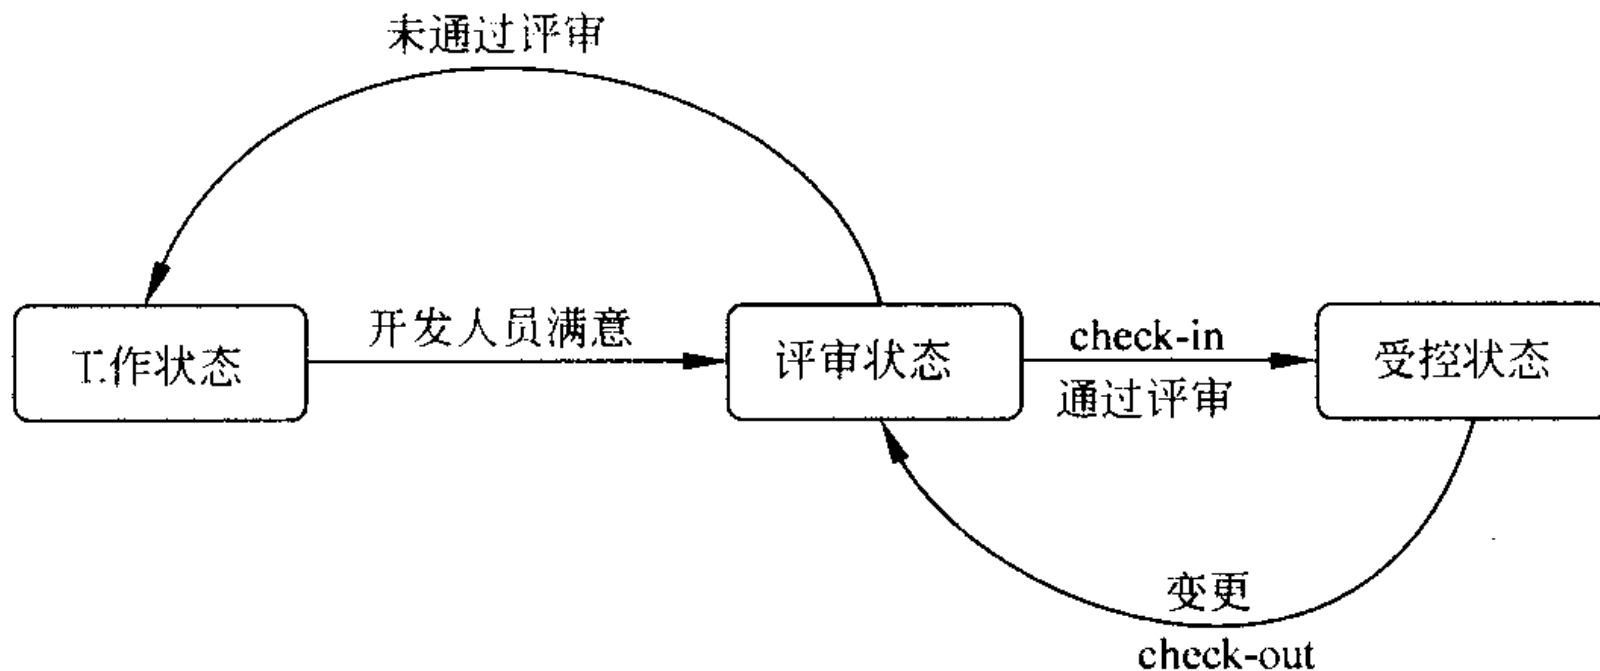 未通过评审
工作状态
开发人员满意
评审状态
check-in
通过评审
受控状态
变更
check-out